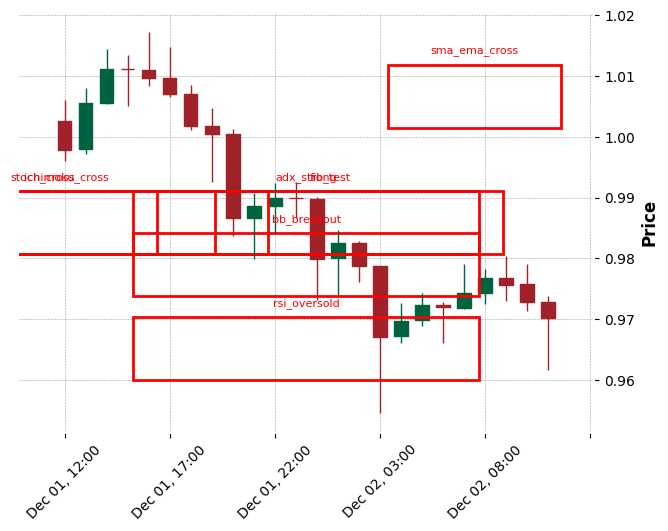 1.02
sma_ema_cross
1.01
1.00
adx_strong
fib_test
0.99
bb_breakout
Price
0.98
rsi_oversold
0.97
0.96
Dec 01, 12:00
Dec 01, 17:00
Dec 01, 22:00
Dec 02, 03:00
Dec 02, 08:00